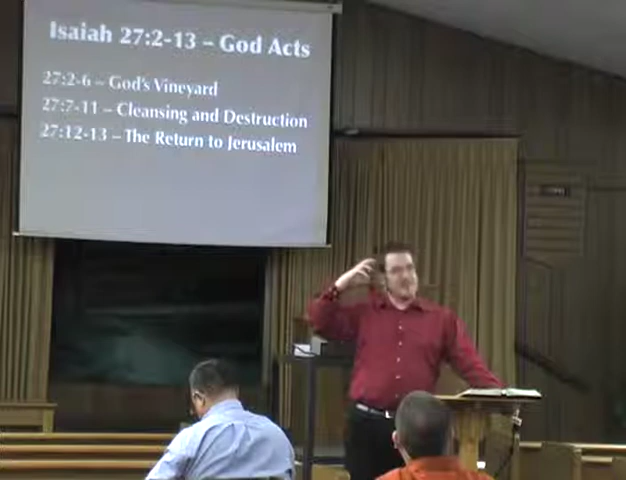 Isaiah 27:2-13 – God Acts
27:2-6 – God's Vineyard
27:7-11 – Cleansing and Destruction
27:12-13 – The Return to Jerusalem